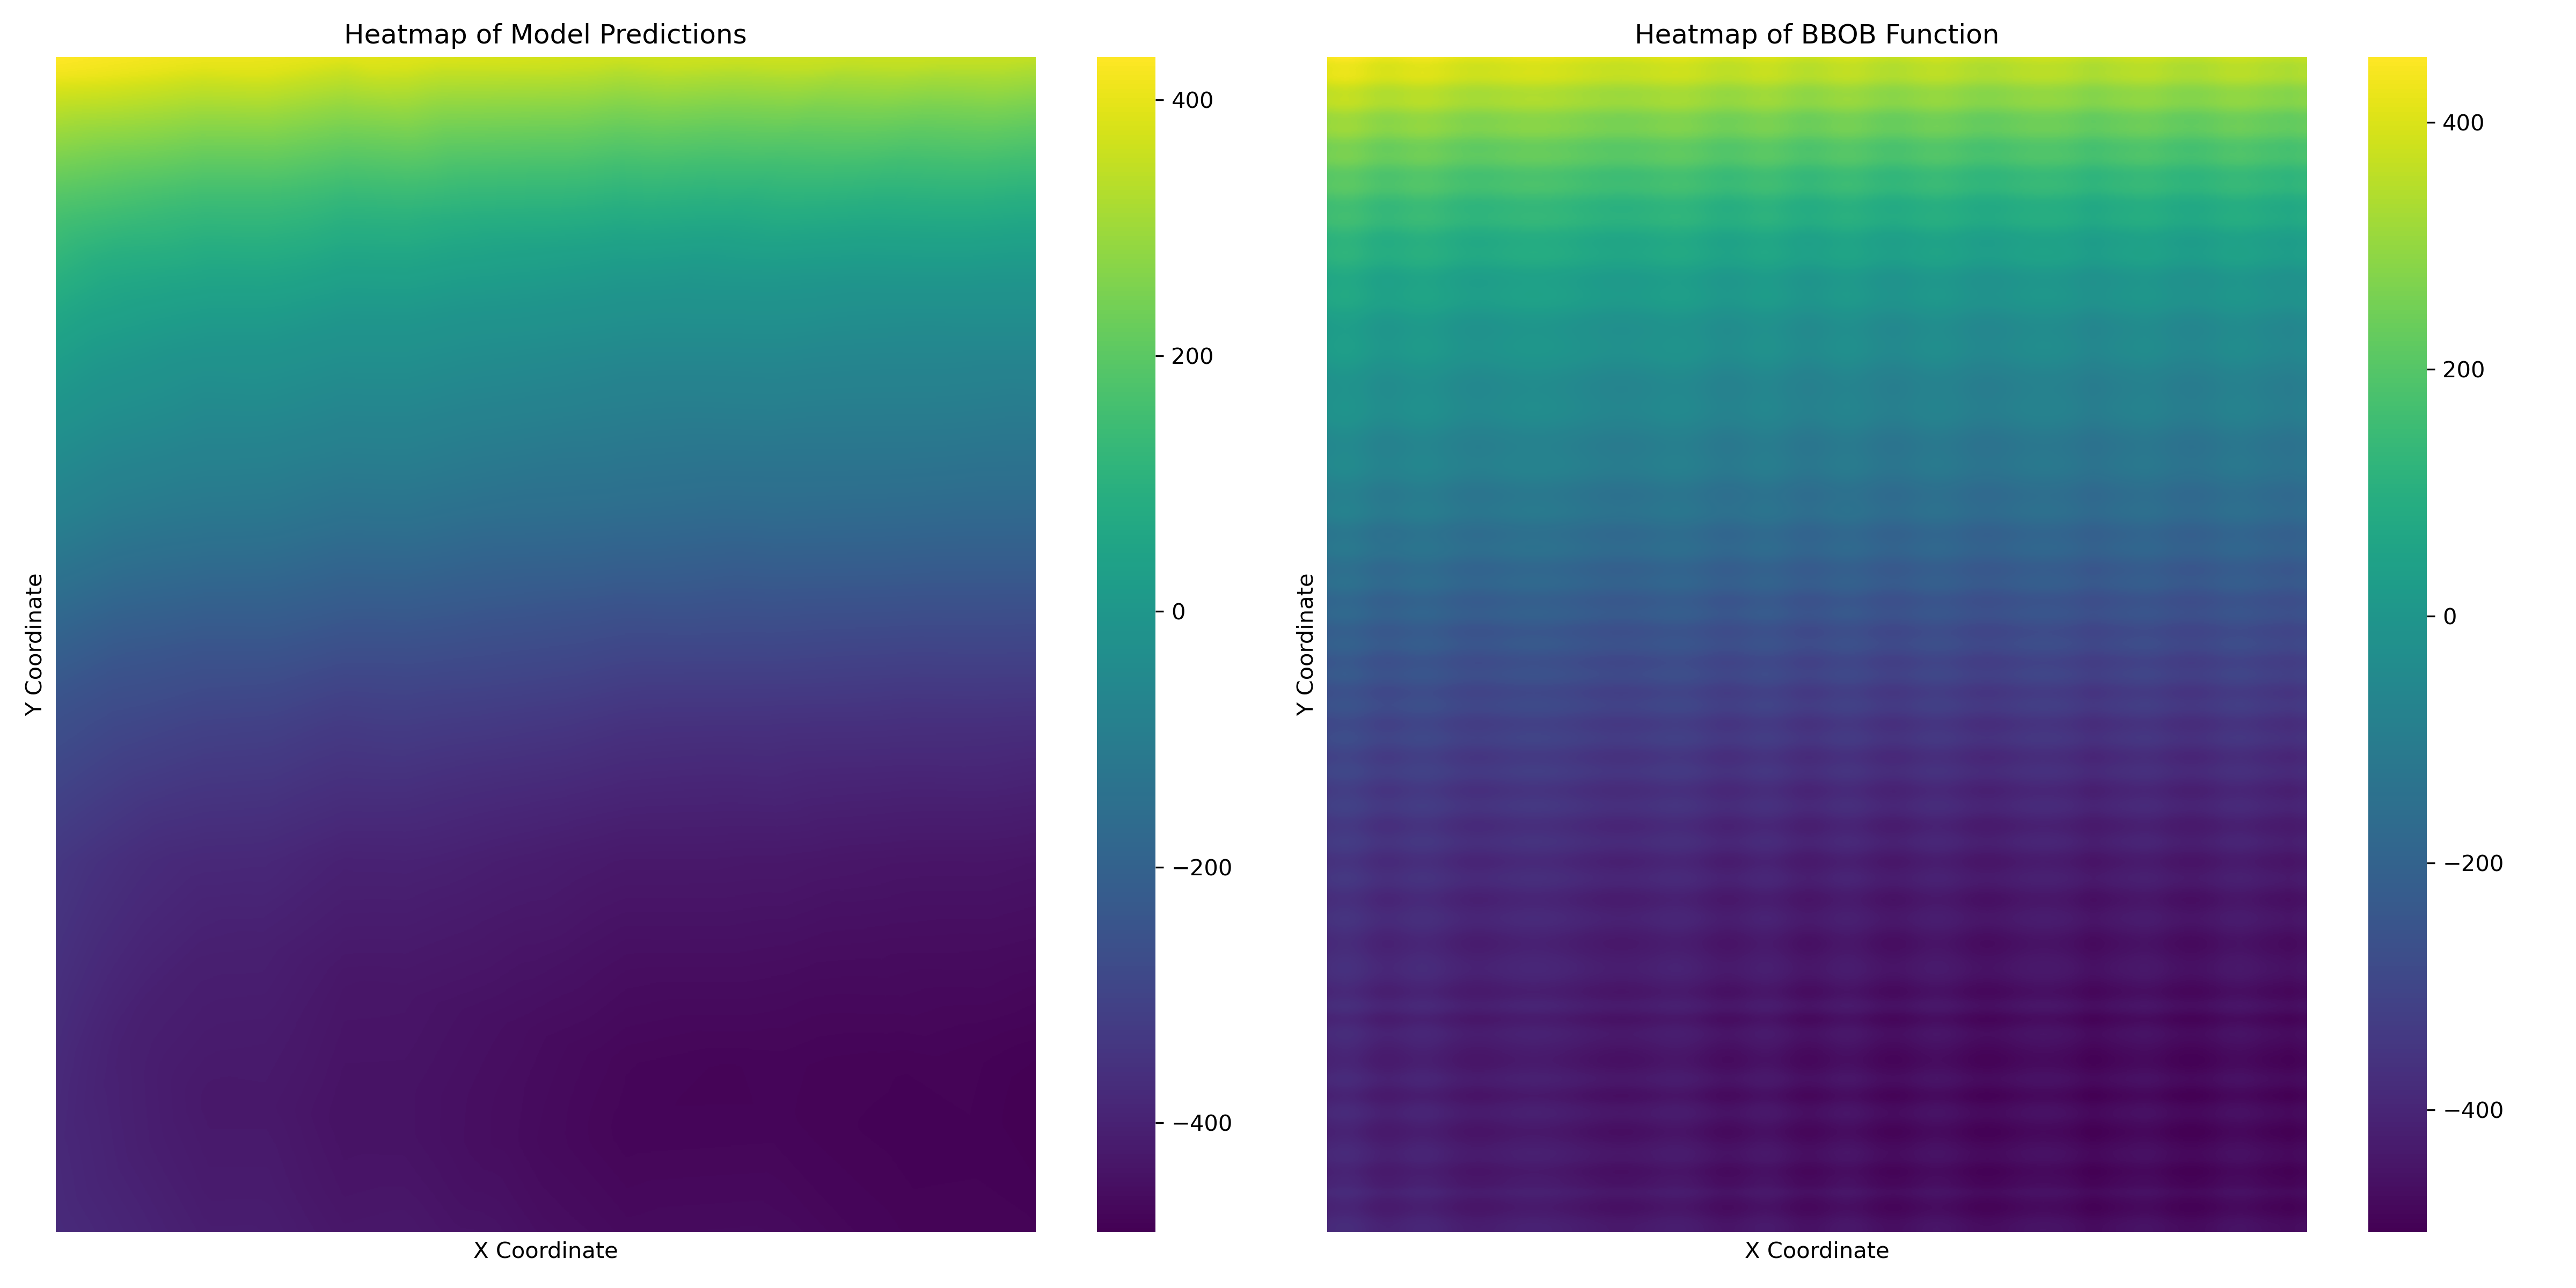 Heatmap of Model Predictions
Y Coordinate
X Coordinate
400
200
0
−200
−400
Heatmap of BBOB Function
Y Coordinate
X Coordinate
400
200
0
−200
−400